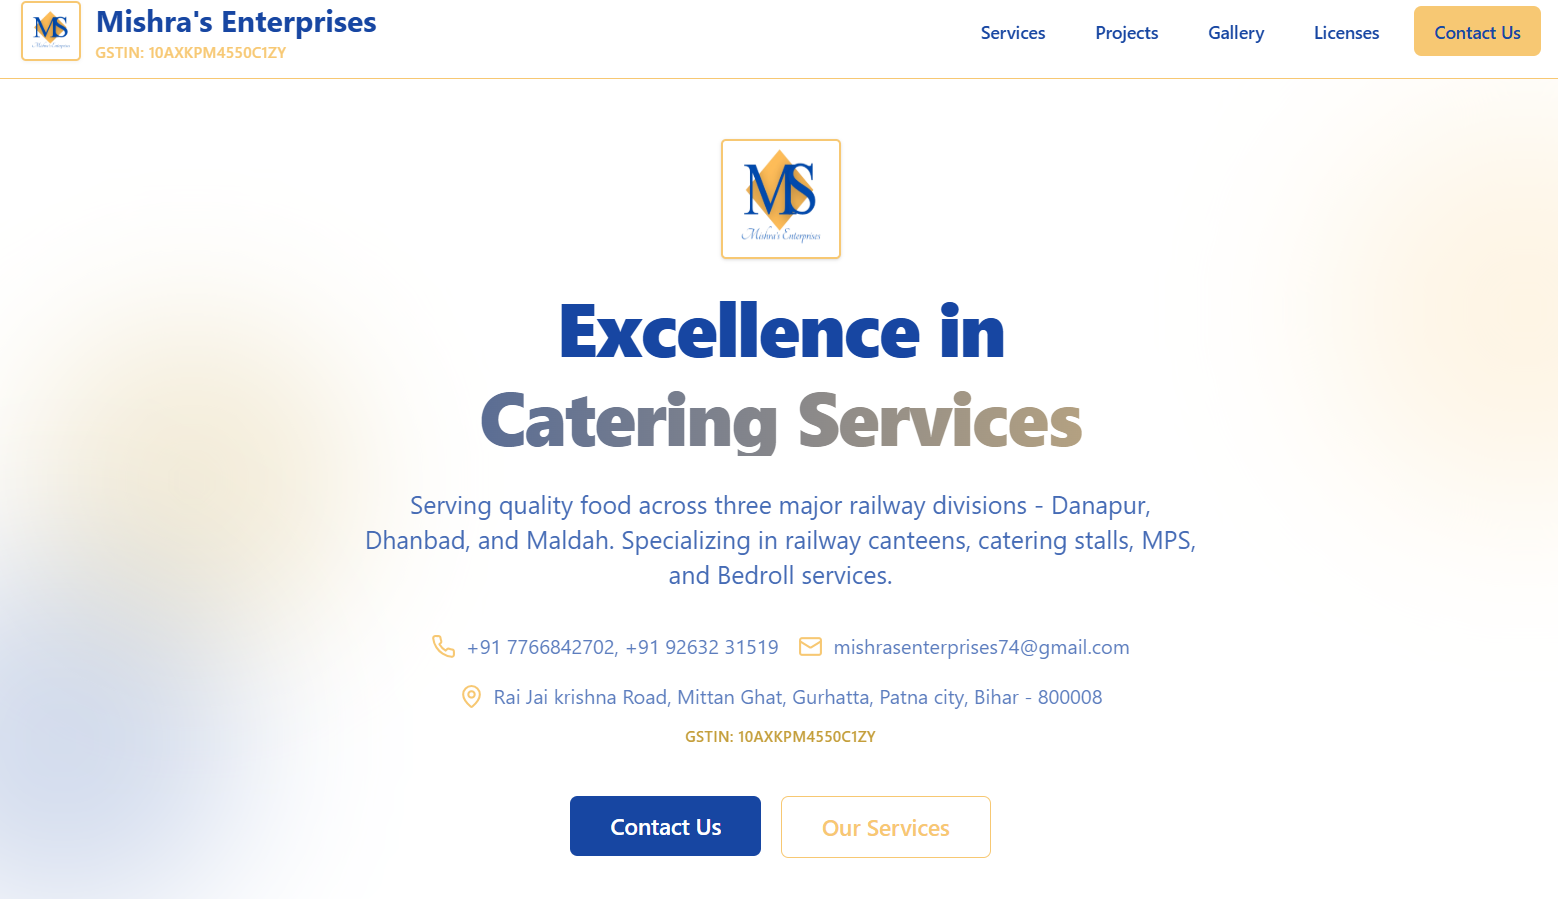 MS
Mishra's Enterprises
Mishra's Enterprises
GSTIN: 10AXKPM4550C1ZY
Services
Projects
Gallery
Licenses
Contact Us
MS
Mishra's Enterprises
Excellence in
Catering Services
Serving quality food across three major railway divisions - Danapur,
Dhanbad, and Maldah. Specializing in railway canteens, catering stalls, MPS,
and Bedroll services.
+91 7766842702, +91 92632 31519 mishrasenterprises74@gmail.com
Rai Jai krishna Road, Mittan Ghat, Gurhatta, Patna city, Bihar - 800008
GSTIN: 10AXKPM4550C1ZY
Contact Us
Our Services